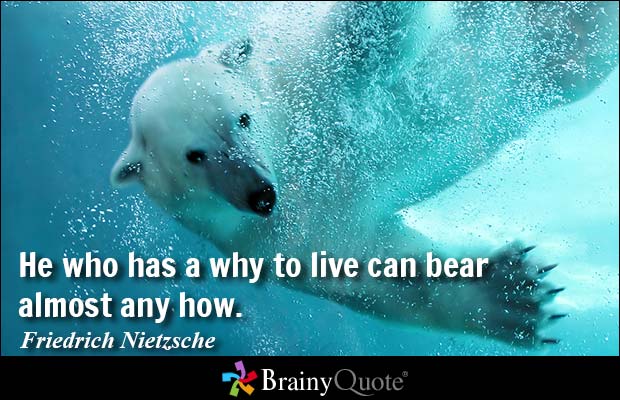 He who has a why to live can bear
almost any how.
Friedrich Nietzsche
BrainyQuote®